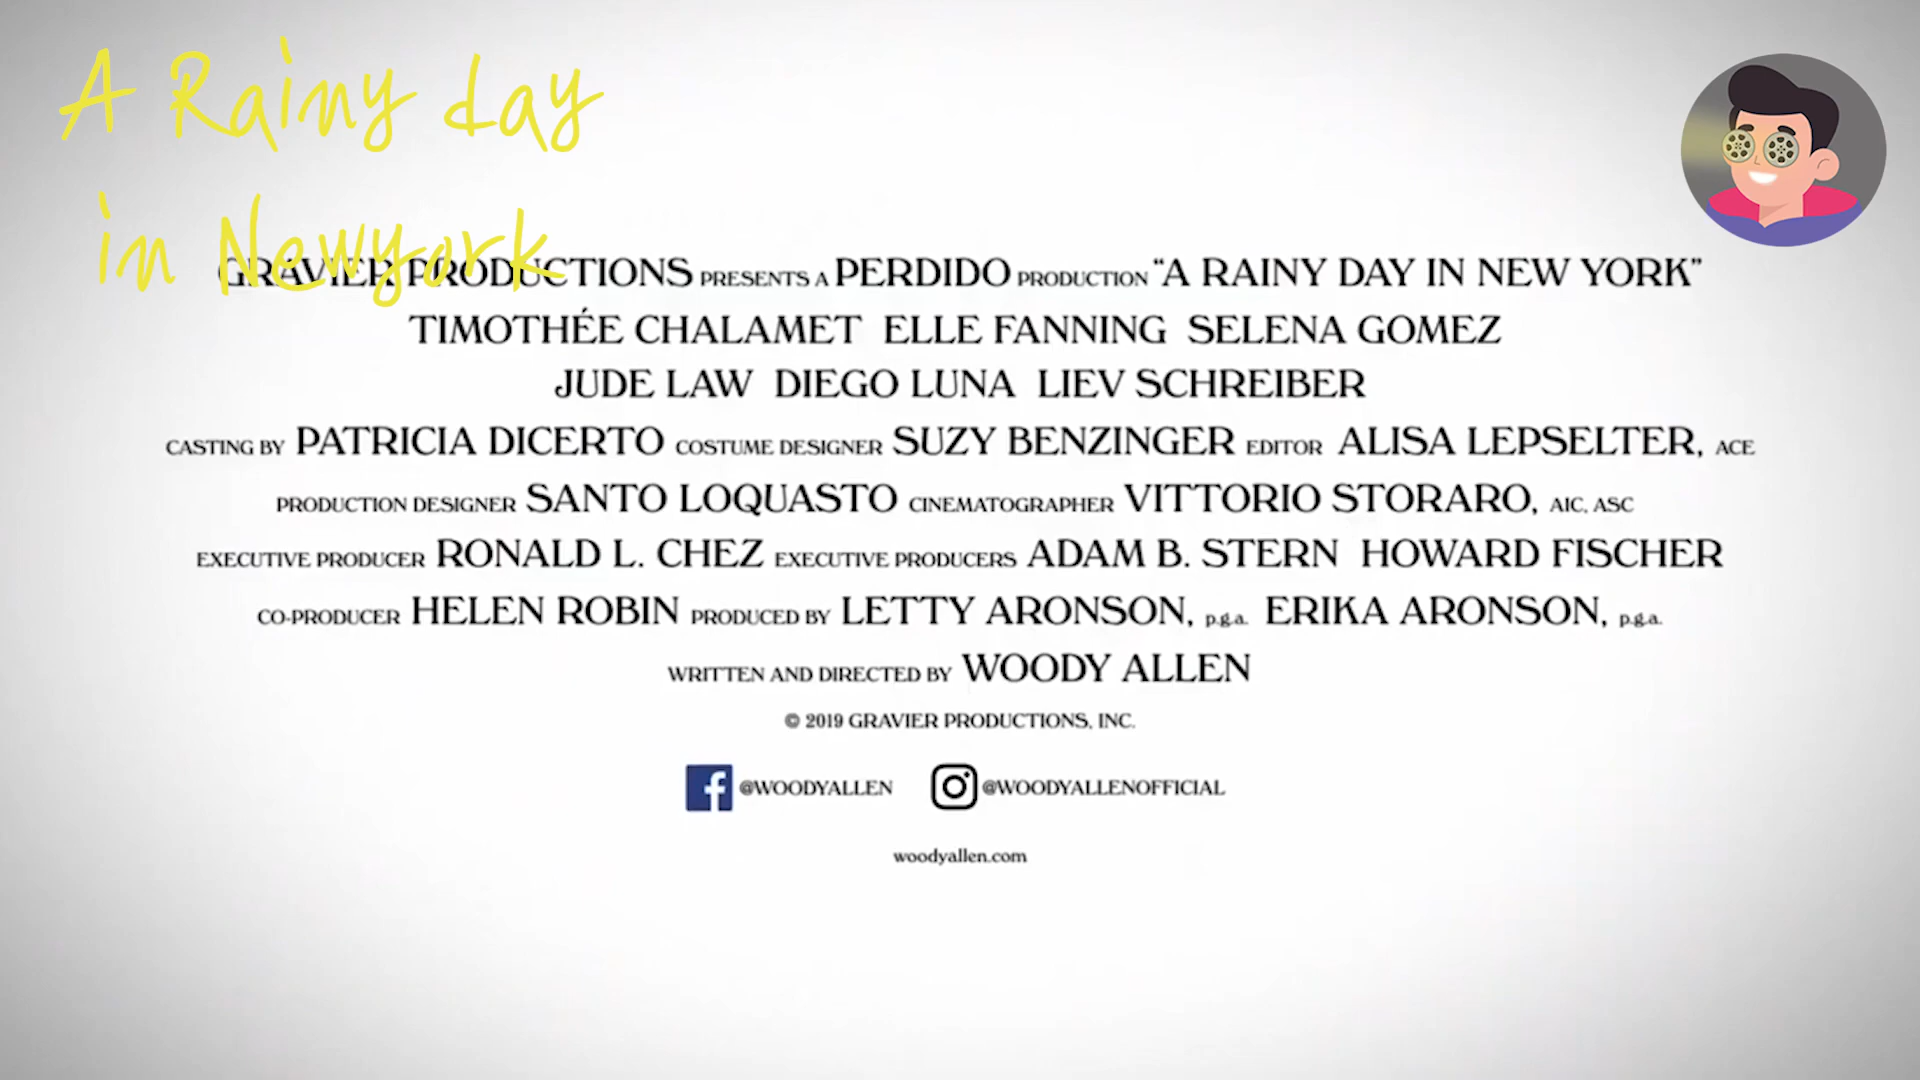 A Rainy day
in Newyork
GRAVIER PRODUCTIONS PRESENTS A PERDIDO PRODUCTION “A RAINY DAY IN NEW YORK”
TIMOTHÉE CHALAMET ELLE FANNING SELENA GOMEZ
JUDE LAW DIEGO LUNA LIEV SCHREIBER
CASTING BY PATRICIA DICERTO COSTUME DESIGNER SUZY BENZINGER EDITOR ALISA LEPSELTER, ACE
PRODUCTION DESIGNER SANTO LOQUASTO CINEMATOGRAPHER VITTORIO STORARO, AIC, ASC
EXECUTIVE PRODUCER RONALD L. CHEZ EXECUTIVE PRODUCERS ADAM B. STERN HOWARD FISCHER
CO-PRODUCER HELEN ROBIN PRODUCED BY LETTY ARONSON, p.g.a. ERIKA ARONSON, p.g.a.
WRITTEN AND DIRECTED BY WOODY ALLEN
© 2019 GRAVIER PRODUCTIONS, INC.
@WOODYALLEN @WOODYALLENOFFICIAL
woodyallen.com